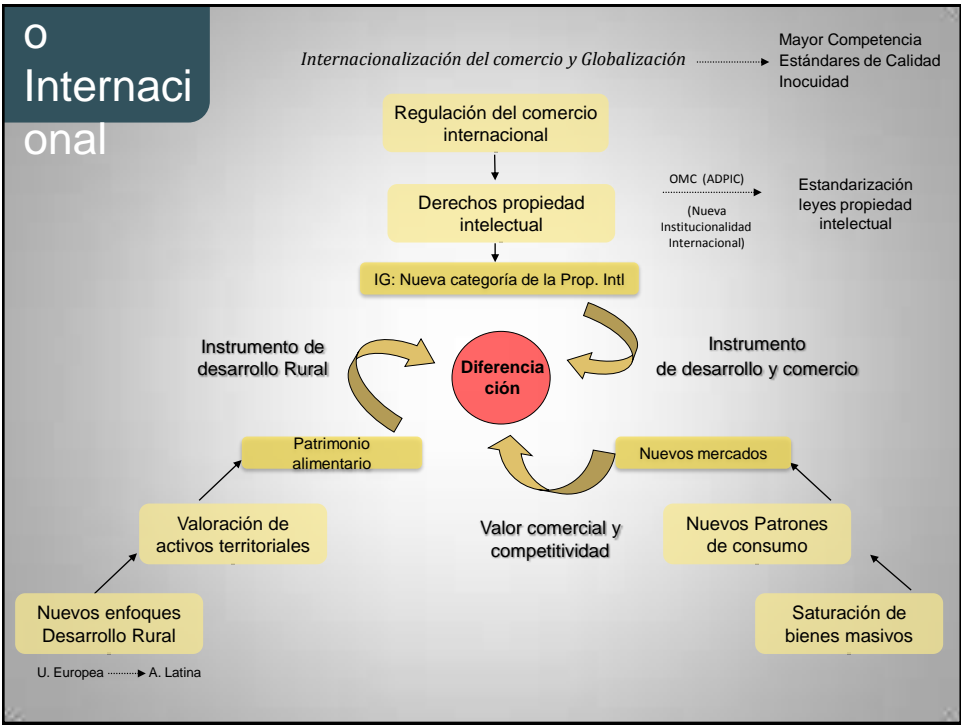 o
Internaci
onal
Internacionalización del comercio y Globalización
Mayor Competencia
Estándares de Calidad
Inocuidad
Regulación del comercio
internacional
Derechos propiedad
intelectual
OMC (ADPIC)
(Nueva
Institucionalidad
Internacional)
Estandarización
leyes propiedad
intelectual
IG: Nueva categoría de la Prop. Intl
Instrumento de
desarrollo Rural
Diferencia
ción
Instrumento
de desarrollo y comercio
Patrimonio
alimentario
Nuevos mercados
Valoración de
activos territoriales
Valor comercial y
competitividad
Nuevos Patrones
de consumo
Nuevos enfoques
Desarrollo Rural
Saturación de
bienes masivos
U. Europea
A. Latina